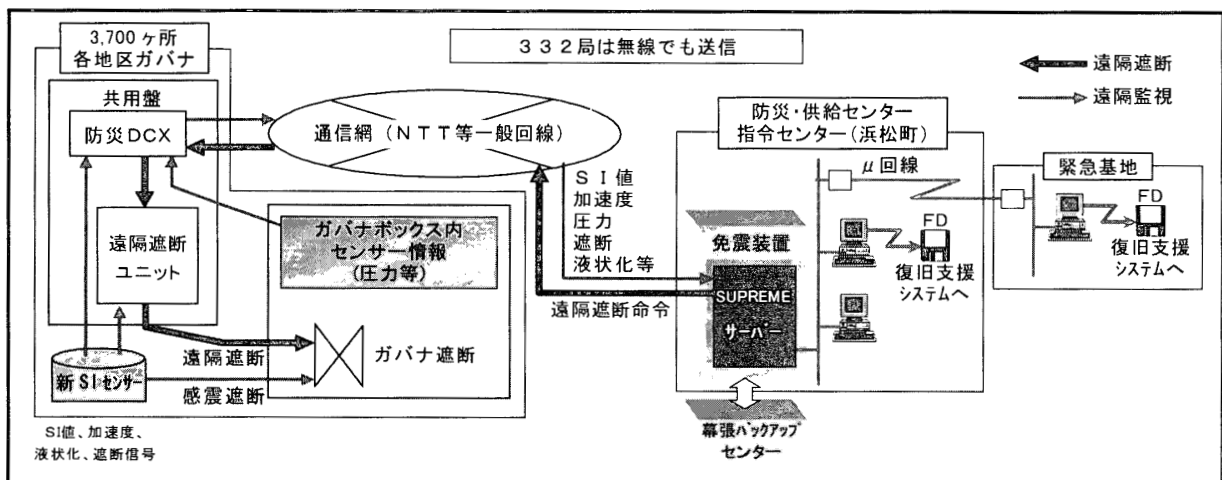 3,700ヶ所
各地区ガバナ
332局は無線でも送信
遠隔遮断
遠隔監視
共用盤
防災DCX
通信網(NTT等一般回線)
遠隔遮断
ユニット
ガバナボックス内
センサー情報
(圧力等)
SI値
加速度
圧力
遮断
液状化等
遠隔遮断命令
遠隔遮断
感震遮断
ガバナ遮断
新SIセンサー
SI値、加速度、
液状化、遮断信号
防災・供給センター
指令センター(浜松町)
μ回線
免震装置
SUPREME
サーバー
FD
復旧支援
システムへ
幕張バックアップ
センター
緊急基地
FD
復旧支援
システムへ